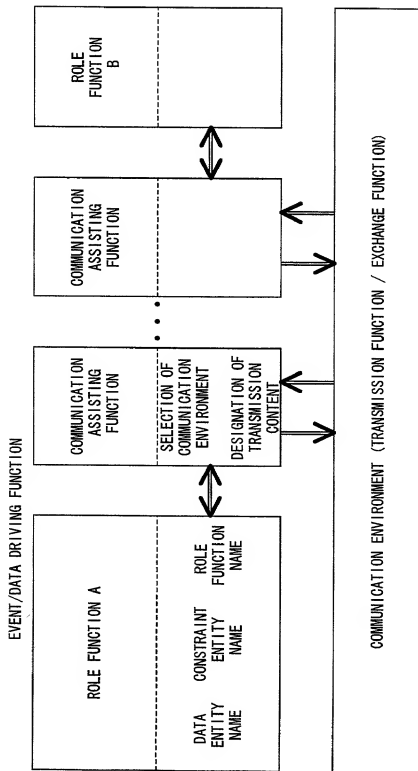 EVENT/DATA DRIVING FUNCTION
ROLE FUNCTION A
DATA
ENTITY
NAME
CONSTRAINT
ENTITY
NAME
ROLE
FUNCTION
NAME
COMMUNICATION
ASSISTING
FUNCTION
SELECTION OF
COMMUNICATION
ENVIRONMENT
DESIGNATION OF
TRANSMISSION
CONTENT
COMMUNICATION
ASSISTING
FUNCTION
ROLE
FUNCTION
B
COMMUNICATION ENVIRONMENT (TRANSMISSION FUNCTION / EXCHANGE FUNCTION)